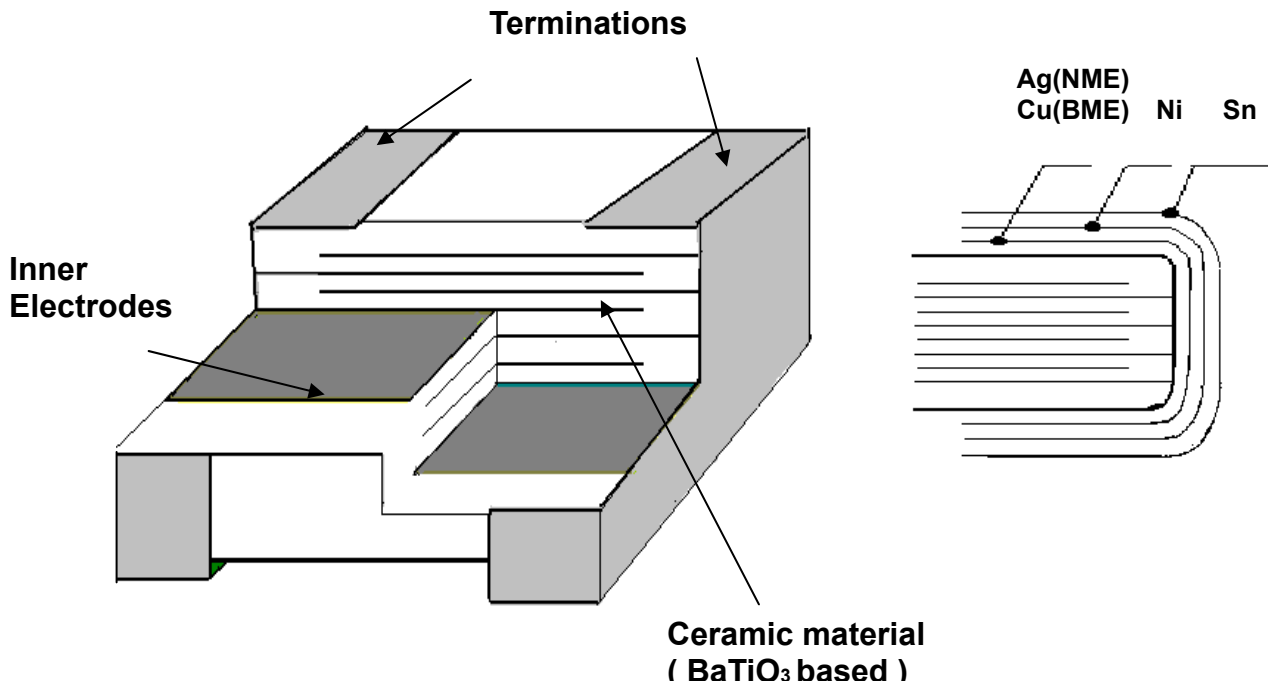 Terminations
Ag(NME)
Cu(BME) Ni Sn
Inner
Electrodes
Ceramic material
( BaTiO₃ based )